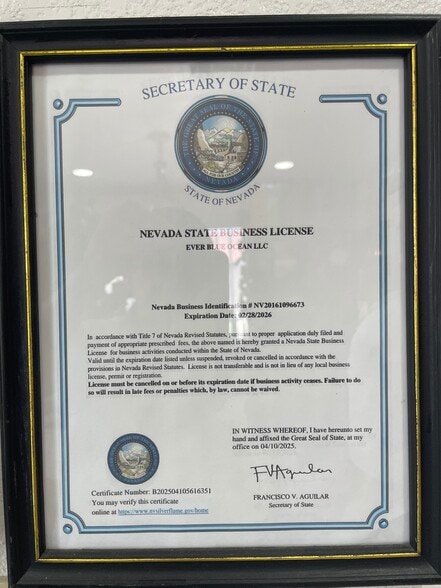 SECRETARY OF STATE
STATE OF NEVADA
NEVADA STATE BUSINESS LICENSE
EVER BLUE OCEAN LLC
Nevada Business Identification # NV20161096673
Expiration Date: 02/28/2026
In accordance with Title 7 of Nevada Revised Statutes, pursuant to proper application duly filed and
payment of appropriate prescribed fees, the above named is hereby granted a Nevada State Business
License for business activities conducted within the State of Nevada.
Valid until the expiration date listed unless suspended, revoked or cancelled in accordance with the
provisions in Nevada Revised Statutes. License is not transferable and is not in lieu of any local business
license, permit or registration.
License must be cancelled on or before its expiration date if business activity ceases. Failure to do
so will result in late fees or penalties which, by law, cannot be waived.
IN WITNESS WHEREOF, I have hereunto set my
hand and affixed the Great Seal of State, at my
office on 04/10/2025.
FVAguilar
FRANCISCO V. AGUILAR
Secretary of State
Certificate Number: B202504105616351
You may verify this certificate
online at https://www.nvsilverflume.gov/home